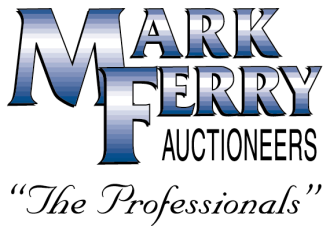 MARK
FERRY
AUCTIONEERS
“The Professionals”